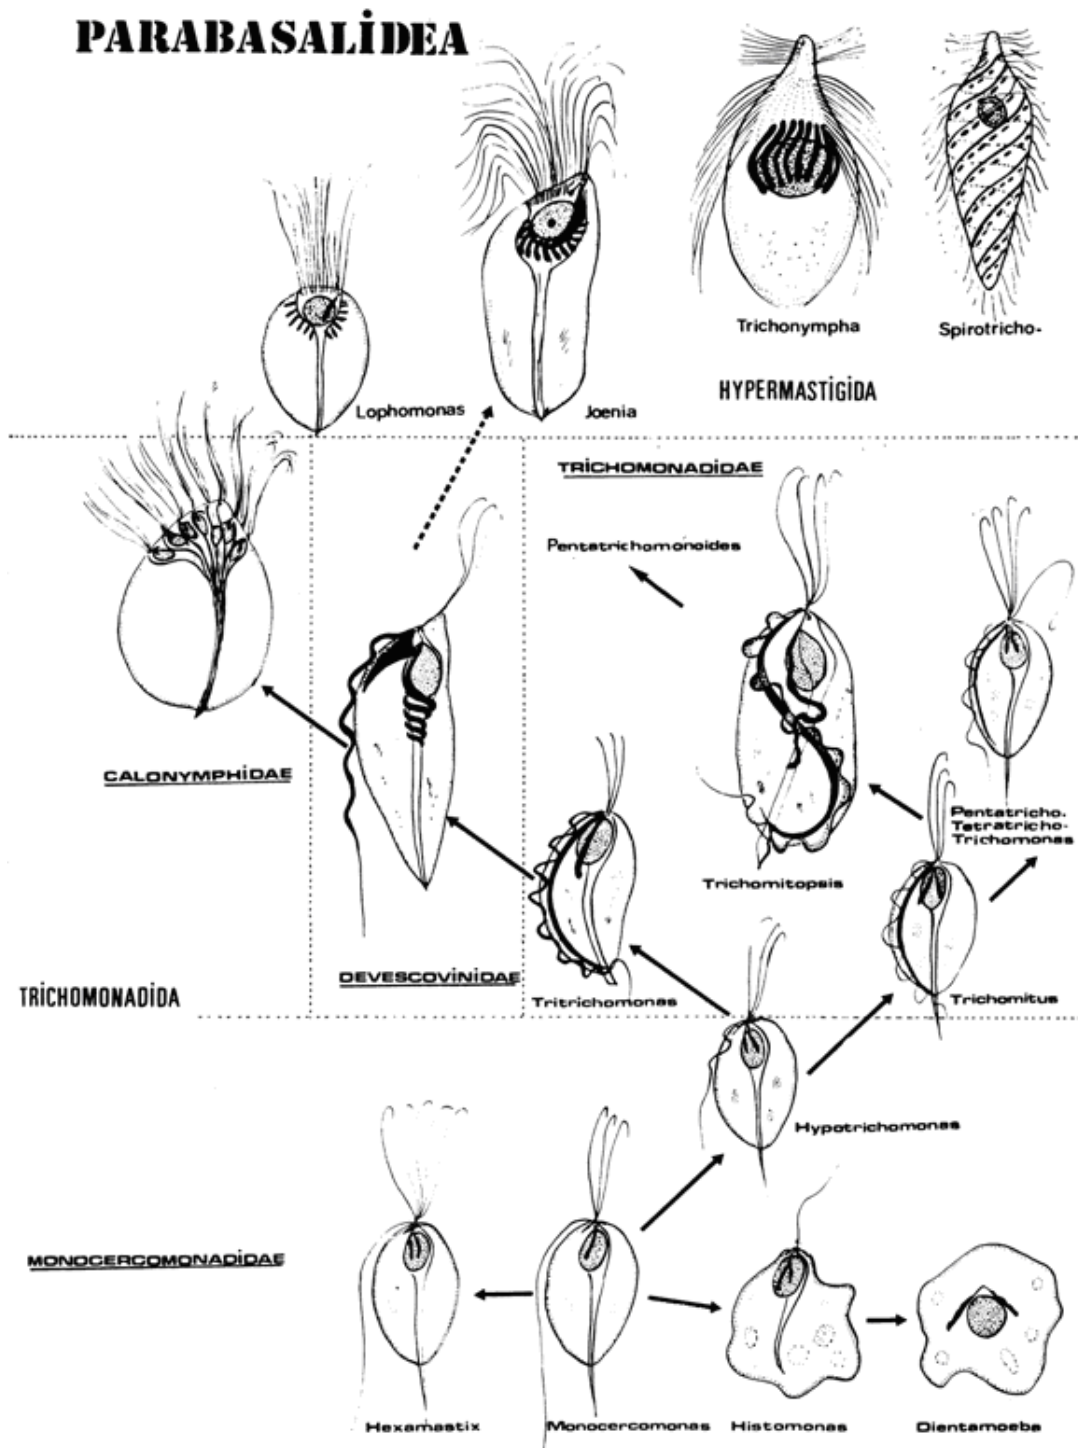 PARABASALİDEA
Trichonympha
Spirotricho-
HYPERMASTİGİDA
Lophomonas
Joenia
TRİCHOMONADİDAE
Pentatrichomonoides
CALONYMPHİDAE
Pentatricho.
Tetratricho-
Trichomonas
Trichomitopsis
DEVESCOVİNİDAE
TRİCHOMONADİDA
Tritrichomonas
Trichomitus
Hypotrichomonas
MONOCERCOMONADİDAE
Hexamastix
Monocercomonas
Histomonas
Dientamoeba